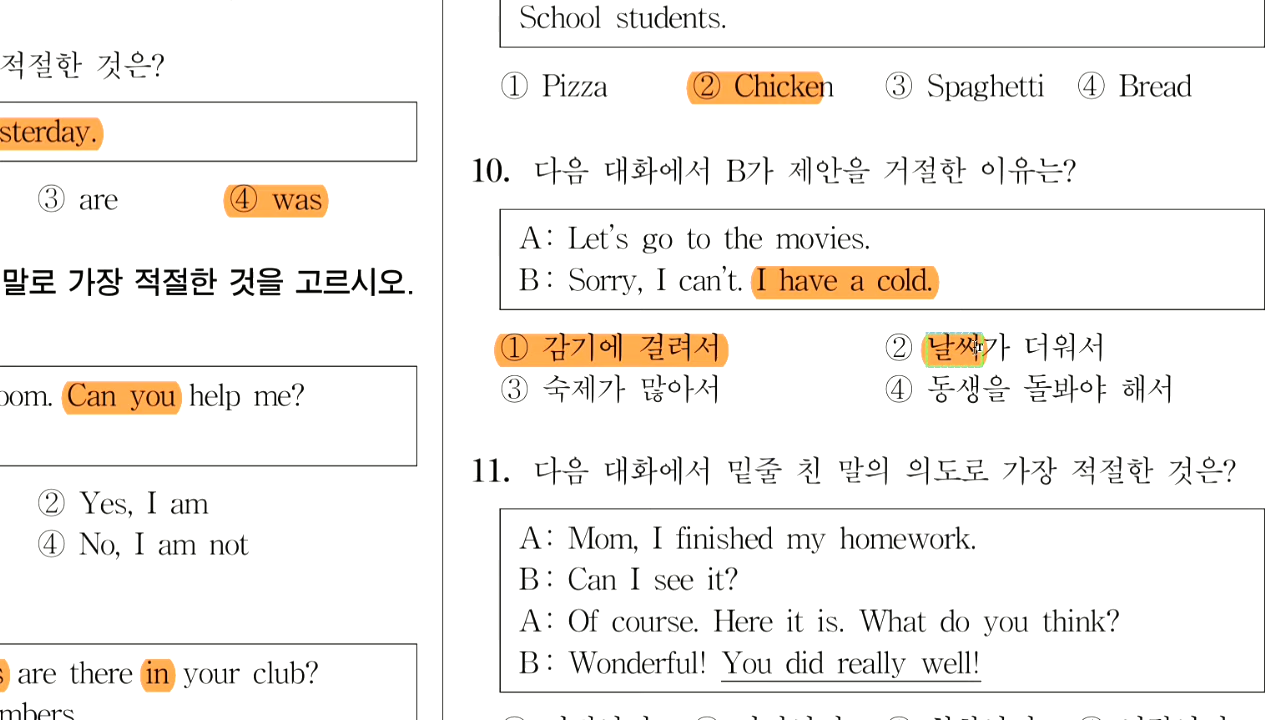 적절한 것은?
sterday.
③ are ④ was
말로 가장 적절한 것을 고르시오.
oom. Can you help me?
② Yes, I am
④ No, I am not
s are there in your club?
mbers.
School students.
① Pizza ② Chicken ③ Spaghetti ④ Bread
10. 다음 대화에서 B가 제안을 거절한 이유는?
A: Let's go to the movies.
B: Sorry, I can't. I have a cold.
① 감기에 걸려서 ② 날씨가 더워서
③ 숙제가 많아서 ④ 동생을 돌봐야 해서
11. 다음 대화에서 밑줄 친 말의 의도로 가장 적절한 것은?
A: Mom, I finished my homework.
B: Can I see it?
A: Of course. Here it is. What do you think?
B: Wonderful! You did really well!